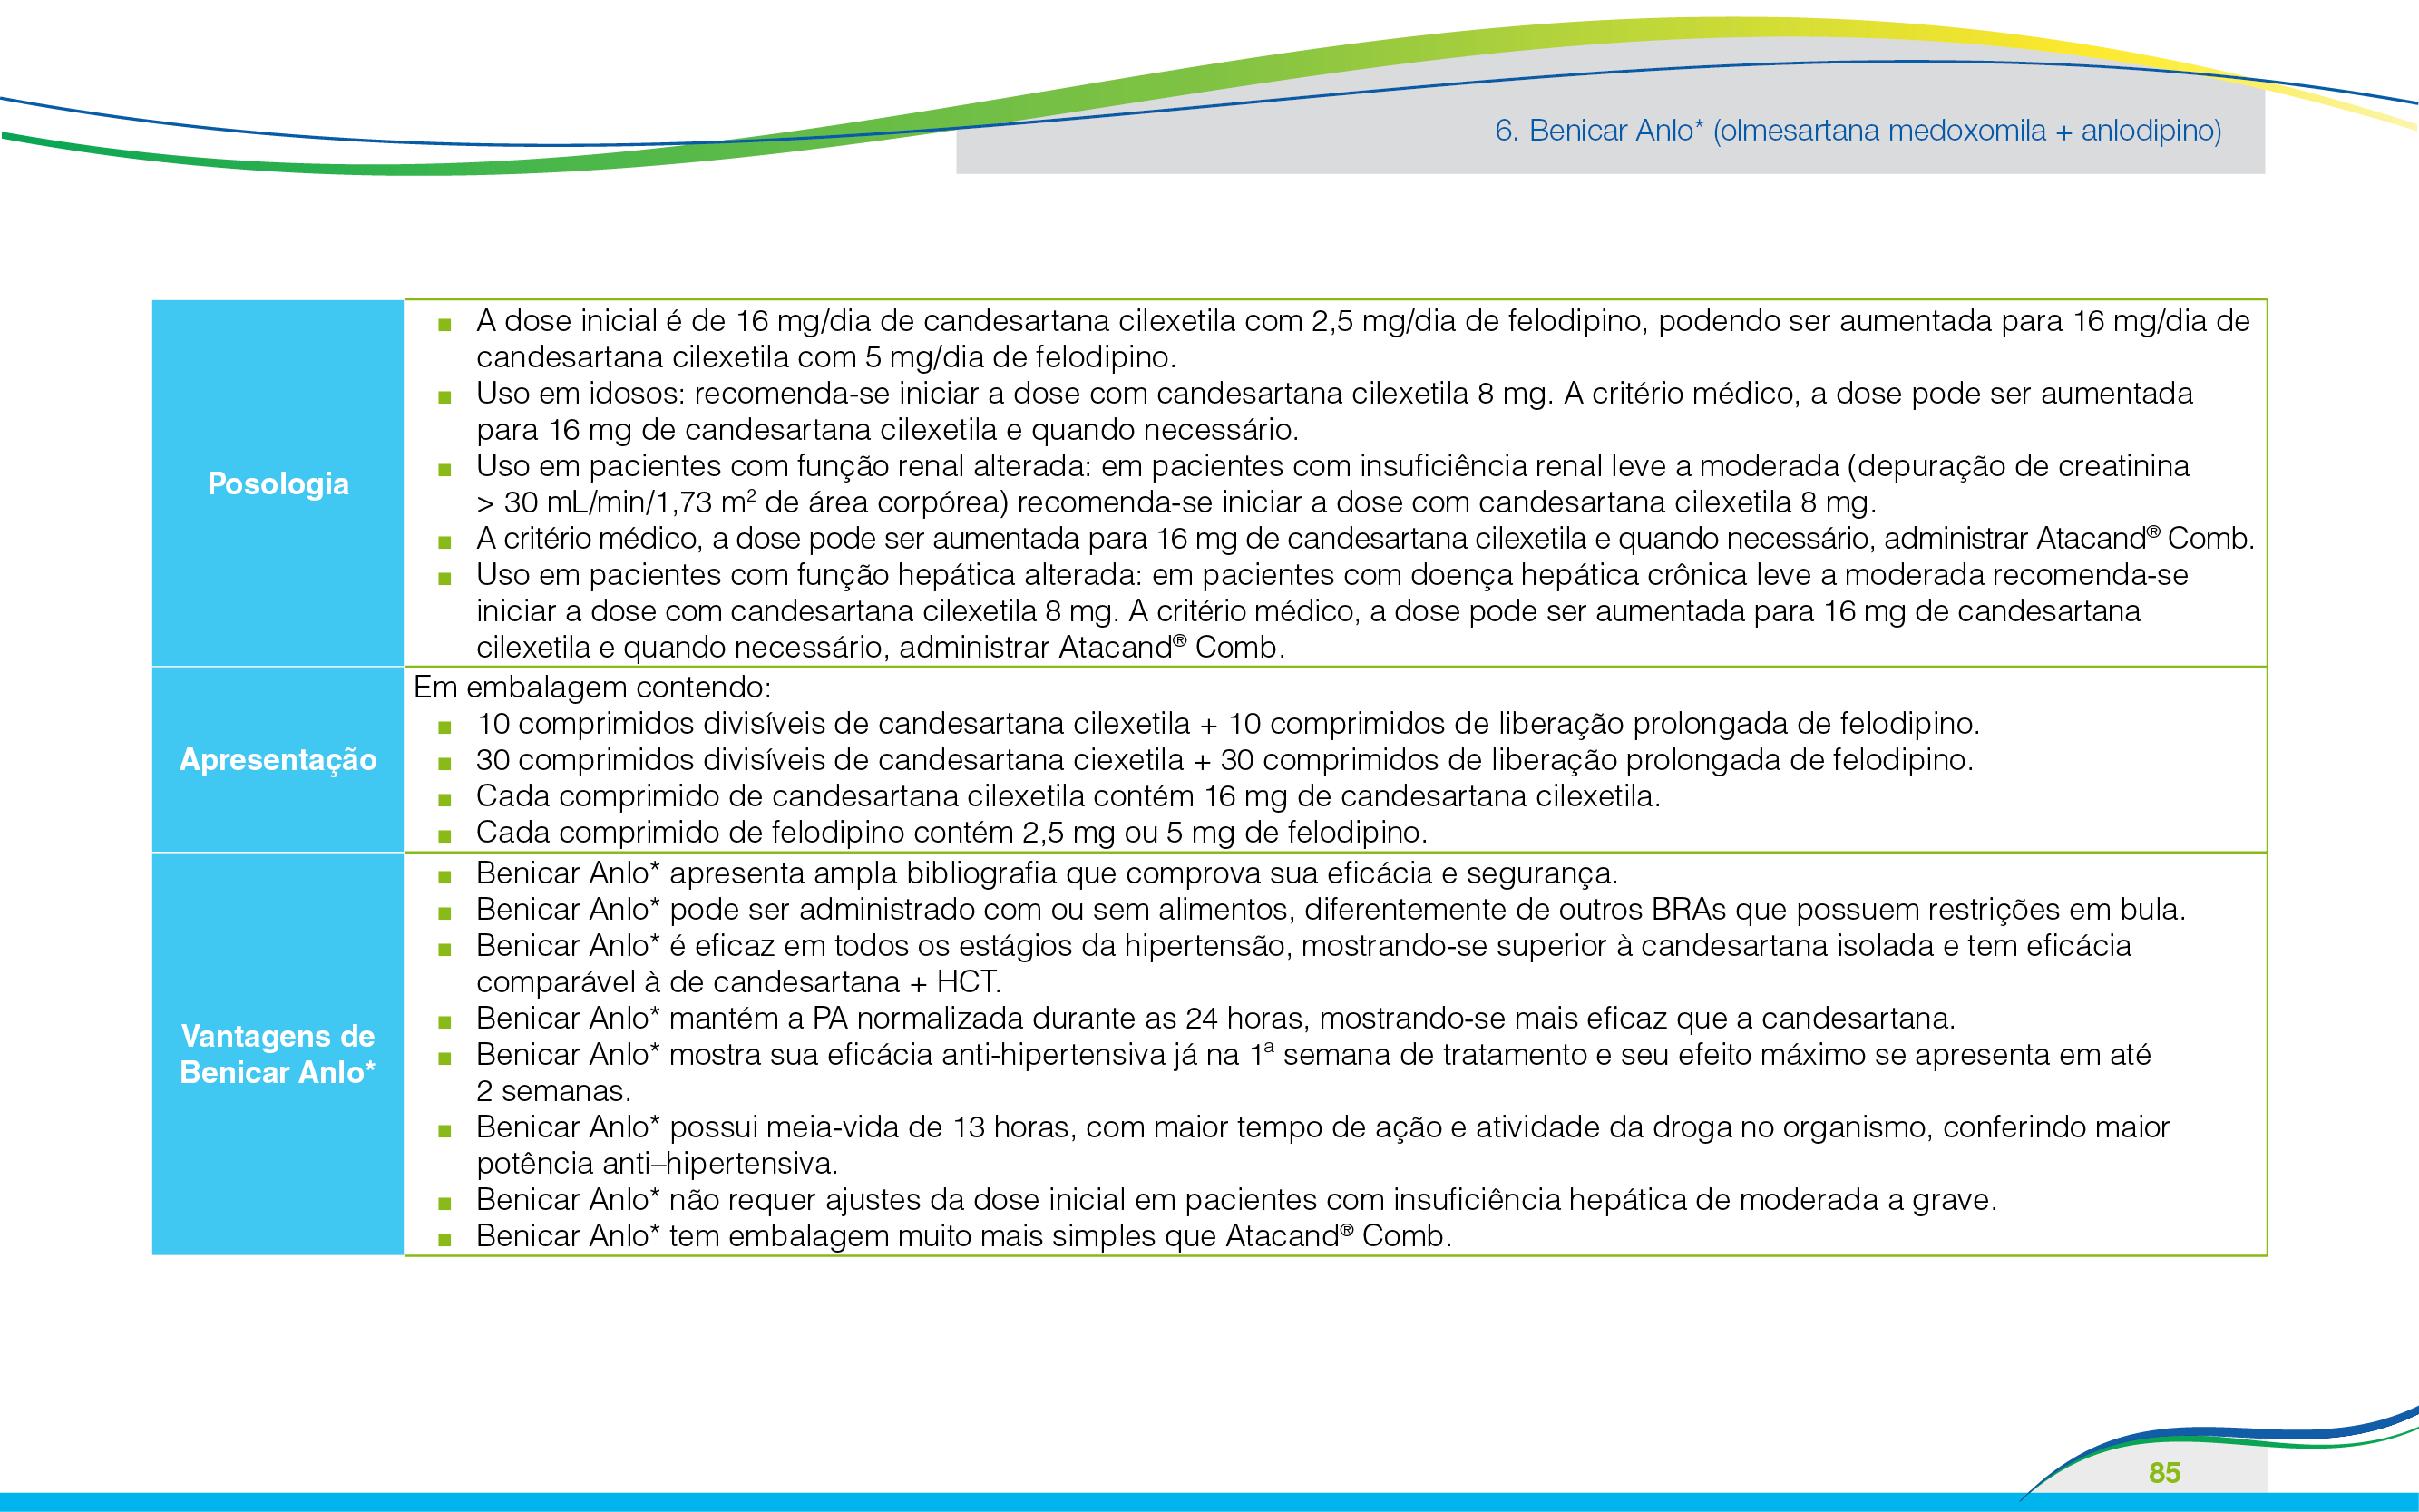 6. Benicar Anlo* (olmesartana medoxomila + anlodipino)
Posologia
■ A dose inicial é de 16 mg/dia de candesartana cilexetila com 2,5 mg/dia de felodipino, podendo ser aumentada para 16 mg/dia de
candesartana cilexetila com 5 mg/dia de felodipino.
■ Uso em idosos: recomenda-se iniciar a dose com candesartana cilexetila 8 mg. A critério médico, a dose pode ser aumentada
para 16 mg de candesartana cilexetila e quando necessário.
■ Uso em pacientes com função renal alterada: em pacientes com insuficiência renal leve a moderada (depuração de creatinina
> 30 mL/min/1,73 m² de área corpórea) recomenda-se iniciar a dose com candesartana cilexetila 8 mg.
■ A critério médico, a dose pode ser aumentada para 16 mg de candesartana cilexetila e quando necessário, administrar Atacand® Comb.
■ Uso em pacientes com função hepática alterada: em pacientes com doença hepática crônica leve a moderada recomenda-se
iniciar a dose com candesartana cilexetila 8 mg. A critério médico, a dose pode ser aumentada para 16 mg de candesartana
cilexetila e quando necessário, administrar Atacand® Comb.
Apresentação
Em embalagem contendo:
■ 10 comprimidos divisíveis de candesartana cilexetila + 10 comprimidos de liberação prolongada de felodipino.
■ 30 comprimidos divisíveis de candesartana ciexetila + 30 comprimidos de liberação prolongada de felodipino.
■ Cada comprimido de candesartana cilexetila contém 16 mg de candesartana cilexetila.
■ Cada comprimido de felodipino contém 2,5 mg ou 5 mg de felodipino.
Vantagens de
Benicar Anlo*
■ Benicar Anlo* apresenta ampla bibliografia que comprova sua eficácia e segurança.
■ Benicar Anlo* pode ser administrado com ou sem alimentos, diferentemente de outros BRAs que possuem restrições em bula.
■ Benicar Anlo* é eficaz em todos os estágios da hipertensão, mostrando-se superior à candesartana isolada e tem eficácia
comparável à de candesartana + HCT.
■ Benicar Anlo* mantém a PA normalizada durante as 24 horas, mostrando-se mais eficaz que a candesartana.
■ Benicar Anlo* mostra sua eficácia anti-hipertensiva já na 1ª semana de tratamento e seu efeito máximo se apresenta em até
2 semanas.
■ Benicar Anlo* possui meia-vida de 13 horas, com maior tempo de ação e atividade da droga no organismo, conferindo maior
potência anti–hipertensiva.
■ Benicar Anlo* não requer ajustes da dose inicial em pacientes com insuficiência hepática de moderada a grave.
■ Benicar Anlo* tem embalagem muito mais simples que Atacand® Comb.
85